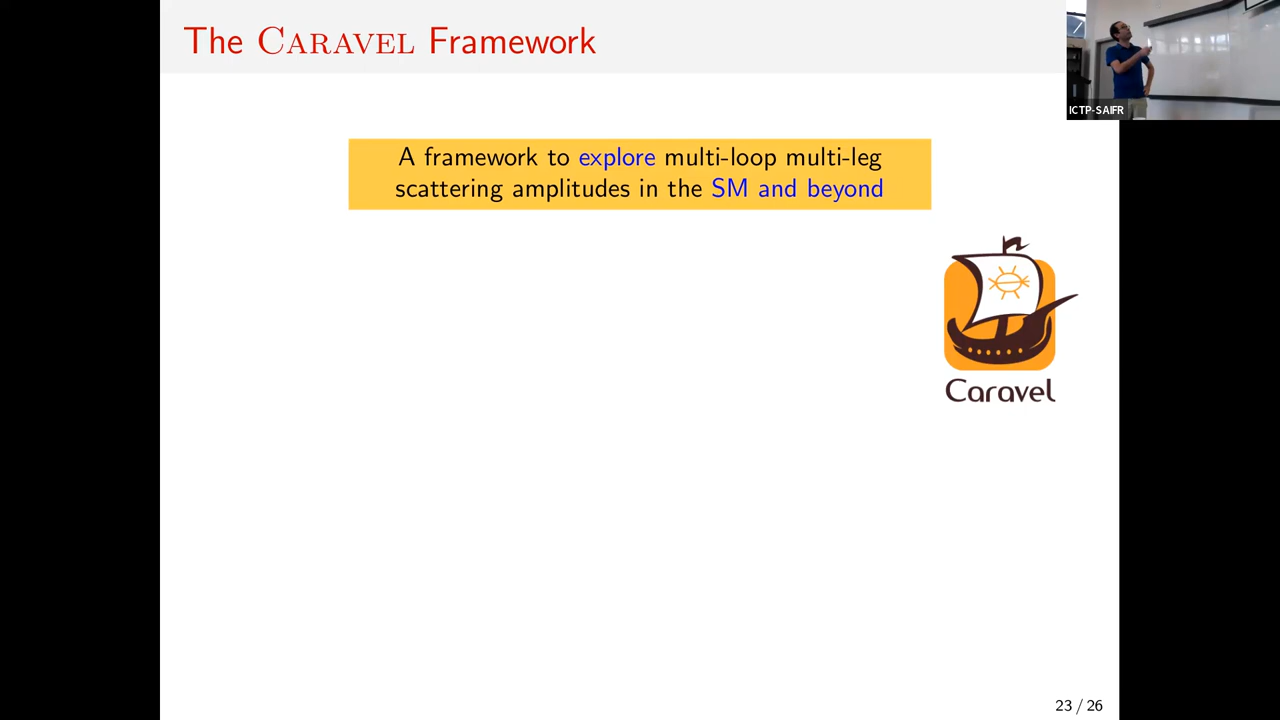 The CARAVEL Framework
ICTP-SAIFR
A framework to explore multi-loop multi-leg
scattering amplitudes in the SM and beyond
Caravel
23 / 26